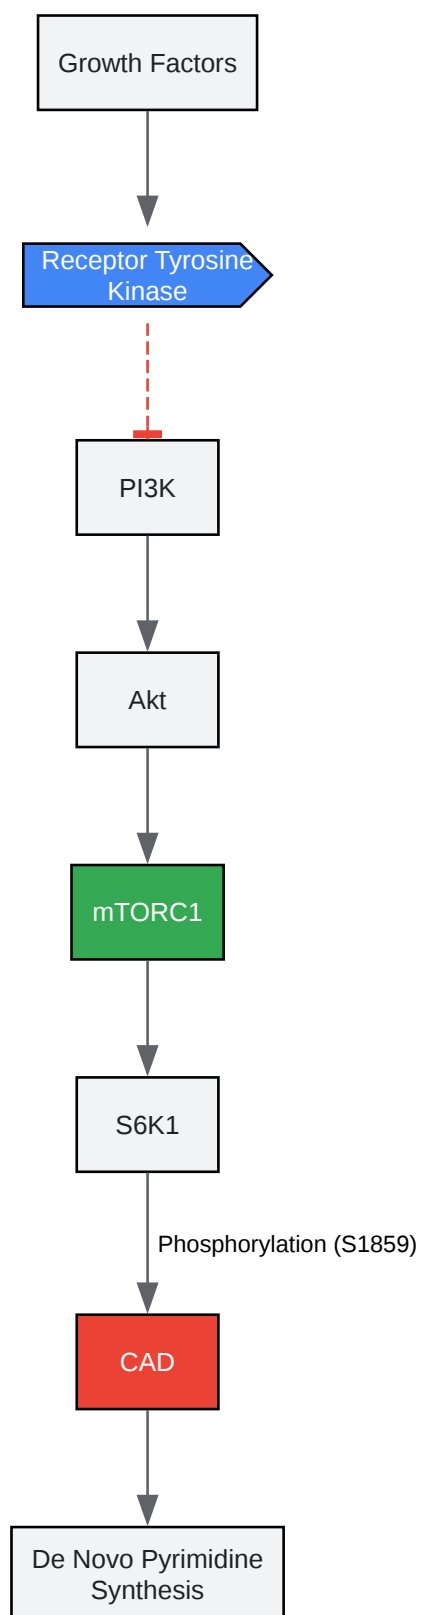 Growth Factors
Receptor Tyrosine
Kinase
PI3K
Akt
mTORC1
S6K1
Phosphorylation (S1859)
CAD
De Novo Pyrimidine
Synthesis